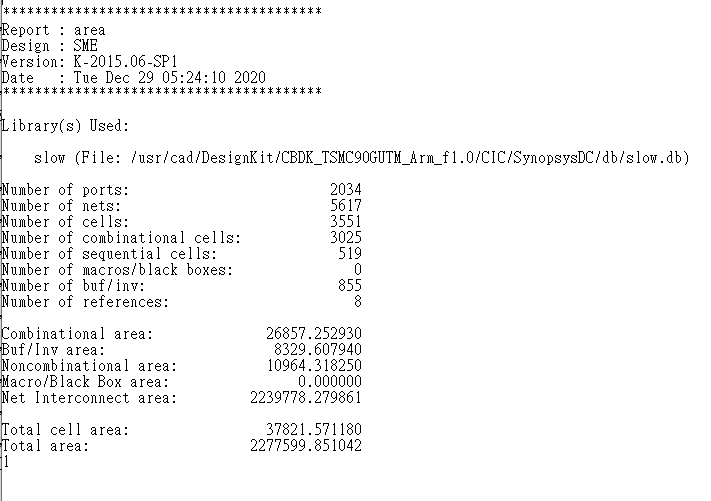 ****************************************
Report : area
Design : SME
Version: K-2015.06-SP1
Date   : Tue Dec 29 05:24:10 2020
****************************************
Library(s) Used:
    slow (File: /usr/cad/DesignKit/CBDK_TSMC90GUTM_Arm_f1.0/CIC/SynopsysDC/db/slow.db)
Number of ports:                         2034
Number of nets:                          5617
Number of cells:                         3551
Number of combinational cells:           3025
Number of sequential cells:               519
Number of macros/black boxes:               0
Number of buf/inv:                        855
Number of references:                       8
Combinational area:              26857.252930
Buf/Inv area:                     8329.607940
Noncombinational area:           10964.318250
Macro/Black Box area:                0.000000
Net Interconnect area:         2239778.279861
Total cell area:                 37821.571180
Total area:                    2277599.851042
1